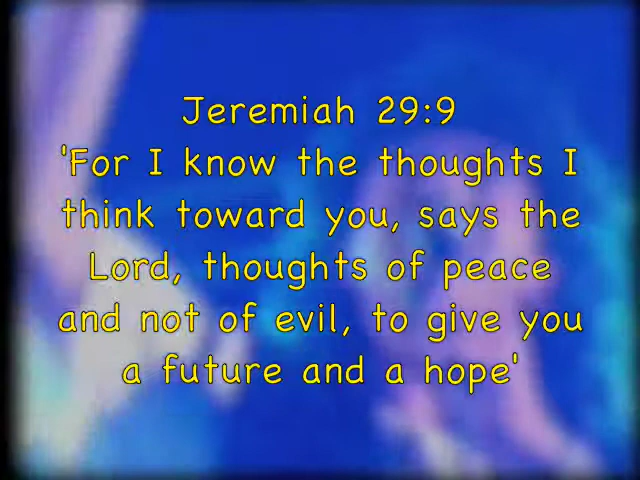 Jeremiah 29:9
'For I know the thoughts I
think toward you, says the
Lord, thoughts of peace
and not of evil, to give you
a future and a hope'